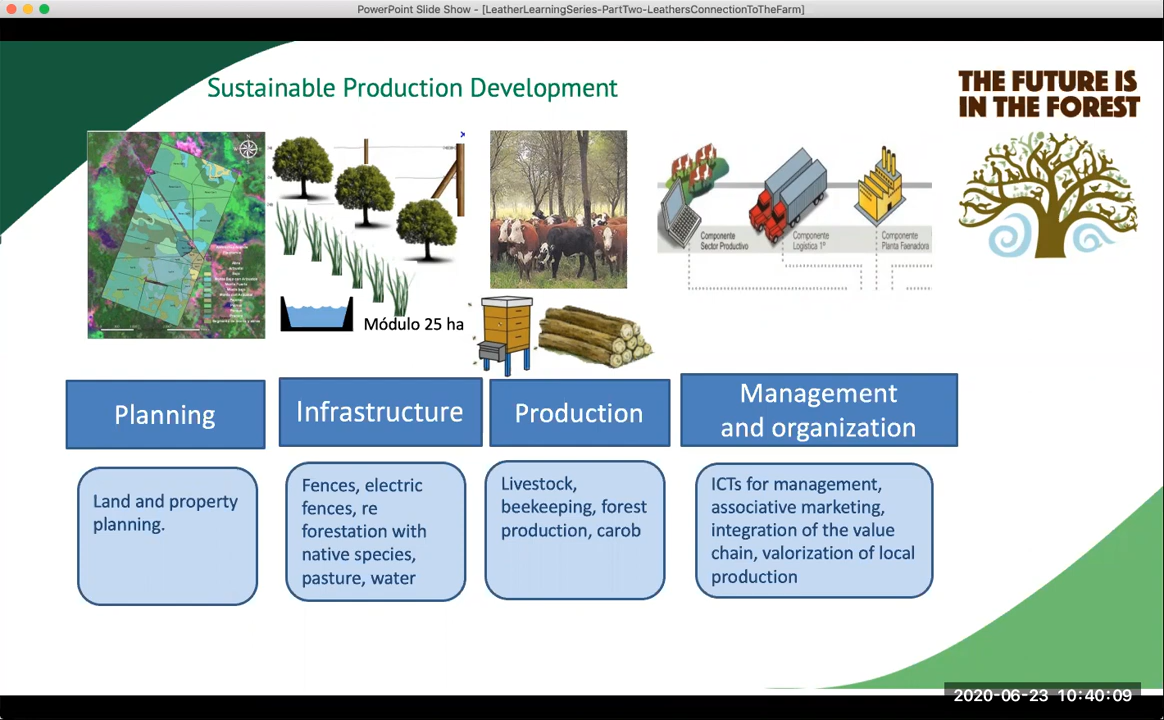 PowerPoint Slide Show - [LeatherLearningSeries-PartTwo-LeathersConnectionToTheFarm]
Sustainable Production Development
THE FUTURE IS
IN THE FOREST
Componente
Sector Productivo
Componente
Logística 1º
Componente
Planta Faenadora
Módulo 25 ha
Planning
Infrastructure
Production
Management
and organization
Land and property
planning.
Fences, electric
fences, re
forestation with
native species,
pasture, water
Livestock,
beekeeping, forest
production, carob
ICTs for management,
associative marketing,
integration of the value
chain, valorization of local
production
2020-06-23 10:40:09